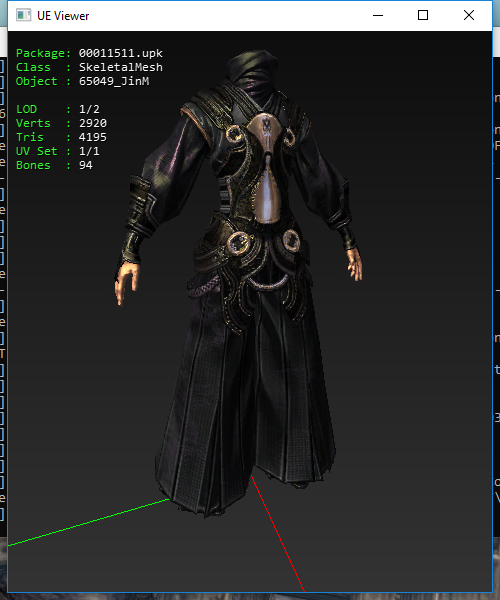 UE Viewer
Package: 00011511.upk
Class : SkeletalMesh
Object : 65049_JinM
LOD : 1/2
Verts : 2920
Tris : 4195
UV Set : 1/1
Bones : 94